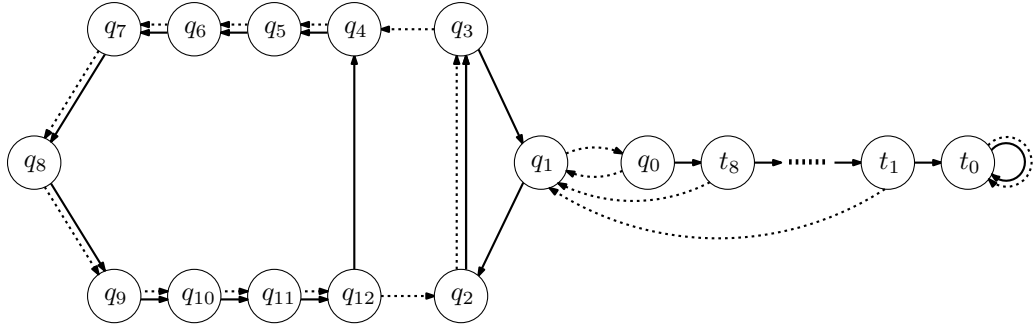 q₇ q₆ q₅ q₄ q₃
q₈ q₁ q₀ t₈ t₁ t₀
q₉ q₁₀ q₁₁ q₁₂ q₂